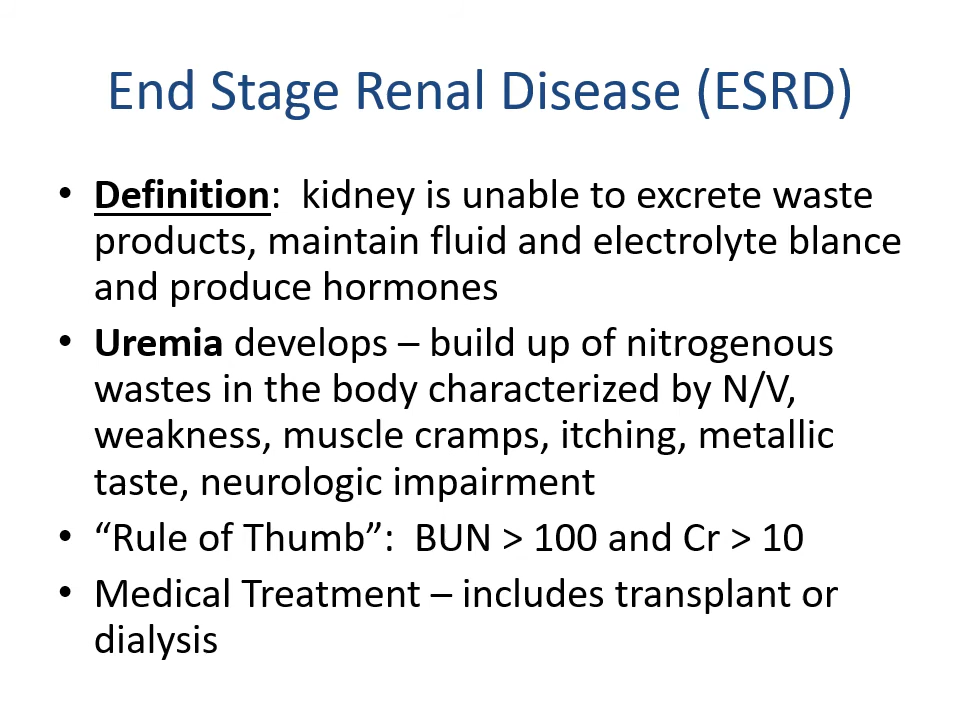 End Stage Renal Disease (ESRD)
• Definition:  kidney is unable to excrete waste
products, maintain fluid and electrolyte blance
and produce hormones
• Uremia develops – build up of nitrogenous
wastes in the body characterized by N/V,
weakness, muscle cramps, itching, metallic
taste, neurologic impairment
• “Rule of Thumb”:  BUN > 100 and Cr > 10
• Medical Treatment – includes transplant or
dialysis